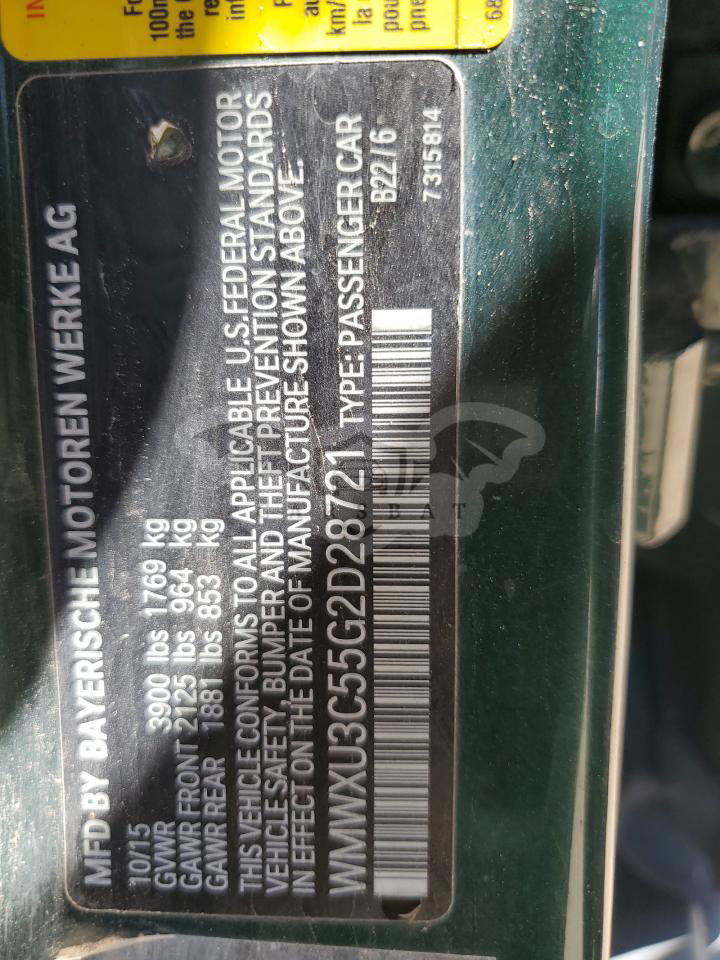 MFD BY BAYERISCHE MOTOREN WERKE AG
10/15
GVWR 3900 lbs 1769 kg
GAWR FRONT 2125 lbs 964 kg
GAWR REAR 1881 lbs 853 kg
THIS VEHICLE CONFORMS TO ALL APPLICABLE U.S. FEDERAL MOTOR
VEHICLE SAFETY, BUMPER AND THEFT PREVENTION STANDARDS
IN EFFECT ON THE DATE OF MANUFACTURE SHOWN ABOVE.
WMWXU3C55G2D28721 TYPE: PASSENGER CAR
B22/6
7315814
SBAT